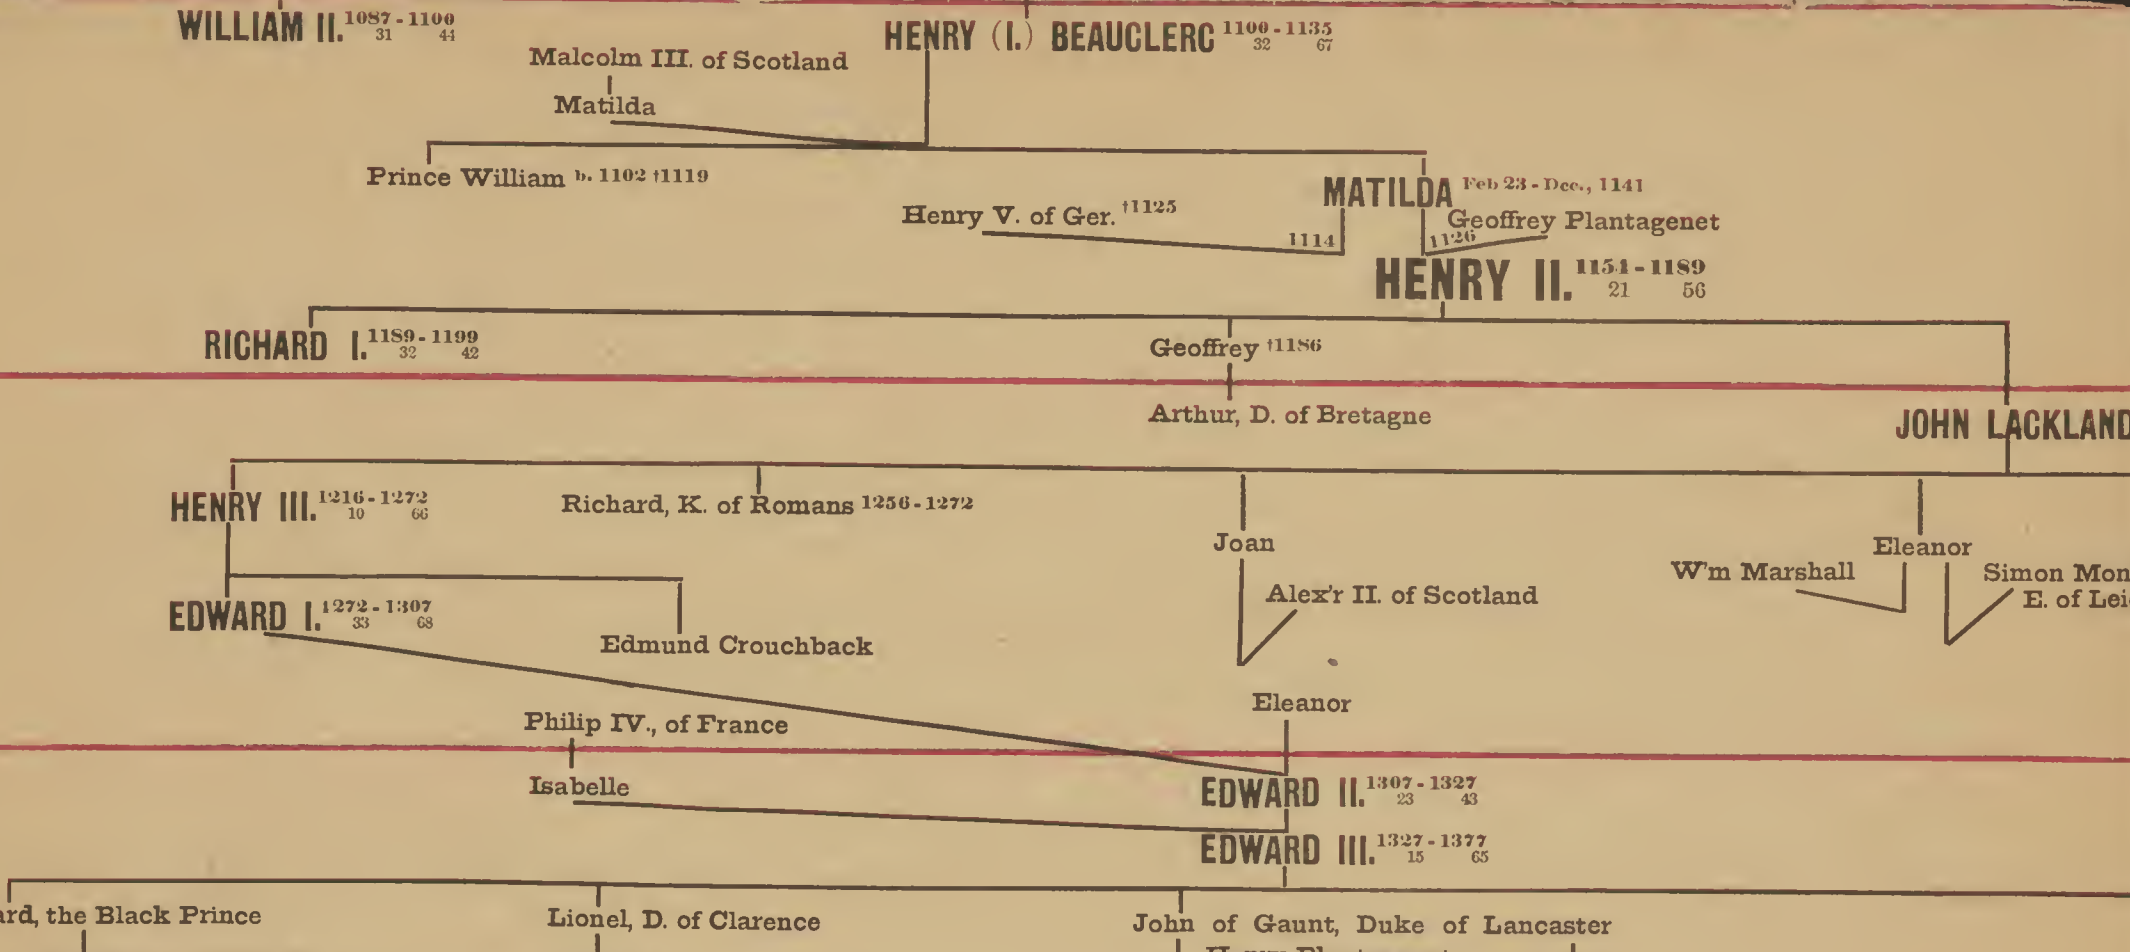 WILLIAM II. 1087-1100
31 44
HENRY (I.) BEAUCLERC 1100-1135
32 67
Malcolm III. of Scotland
Matilda
Prince William b. 1102 †1119
MATILDA Feb 23-Dec., 1141
Henry V. of Ger. †1125
Geoffrey Plantagenet
1114
1126
HENRY II. 1154-1189
21 56
RICHARD I. 1189-1199
32 42
Geoffrey †1186
Arthur, D. of Bretagne
JOHN LACKLAND
HENRY III. 1216-1272
10 66
Richard, K. of Romans 1256-1272
Joan
Eleanor
W'm Marshall
Simon Mon
E. of Lei
Alex'r II. of Scotland
EDWARD I. 1272-1307
33 68
Edmund Crouchback
Eleanor
Philip IV., of France
Isabelle
EDWARD II. 1307-1327
23 43
EDWARD III. 1327-1377
15 65
ard, the Black Prince
Lionel, D. of Clarence
John of Gaunt, Duke of Lancaster